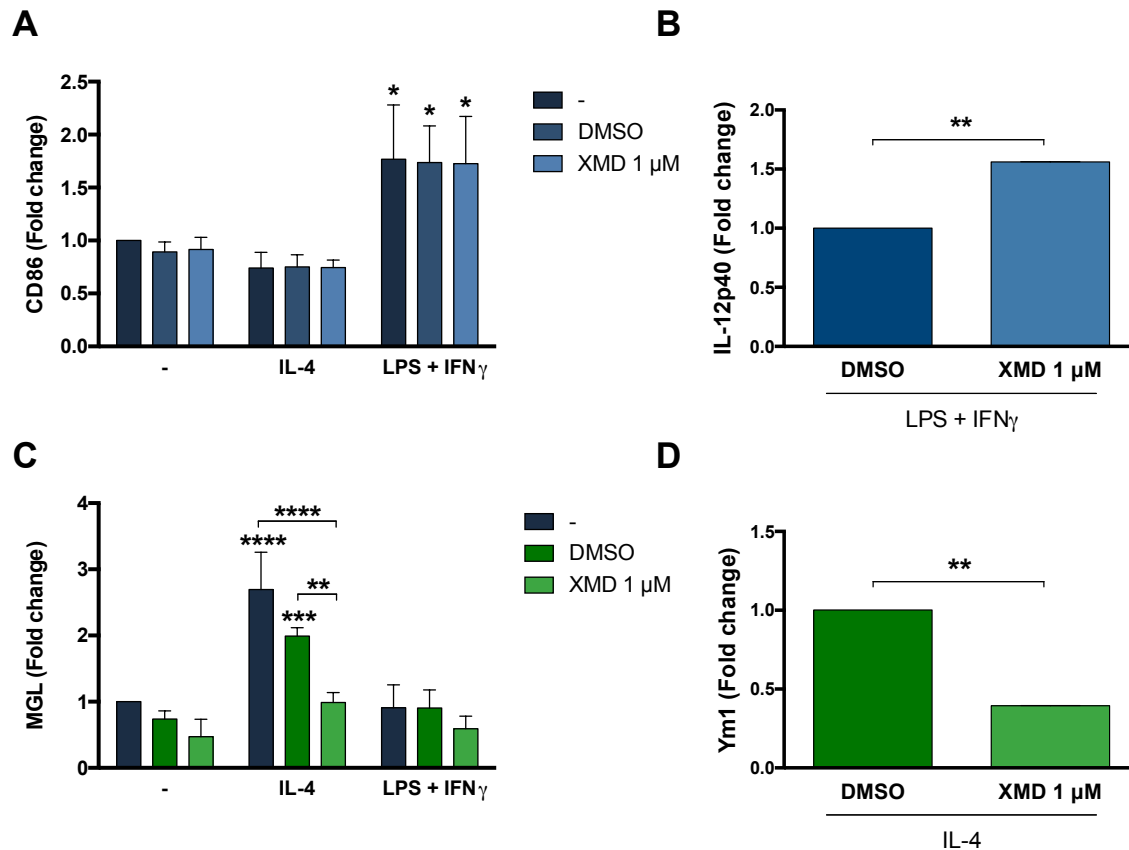 A
CD86 (Fold change)
2.5
2.0
1.5
1.0
0.5
0.0
* * *
- IL-4 LPS + IFNγ
-
DMSO
XMD 1 µM
B
IL-12p40 (Fold change)
2.0
1.5
1.0
0.5
0.0
**
DMSO XMD 1 µM
LPS + IFNγ
C
MGL (Fold change)
4
3
2
1
0
****
****
**
***
- IL-4 LPS + IFNγ
-
DMSO
XMD 1 µM
D
Ym1 (Fold change)
1.5
1.0
0.5
0.0
**
DMSO XMD 1 µM
IL-4